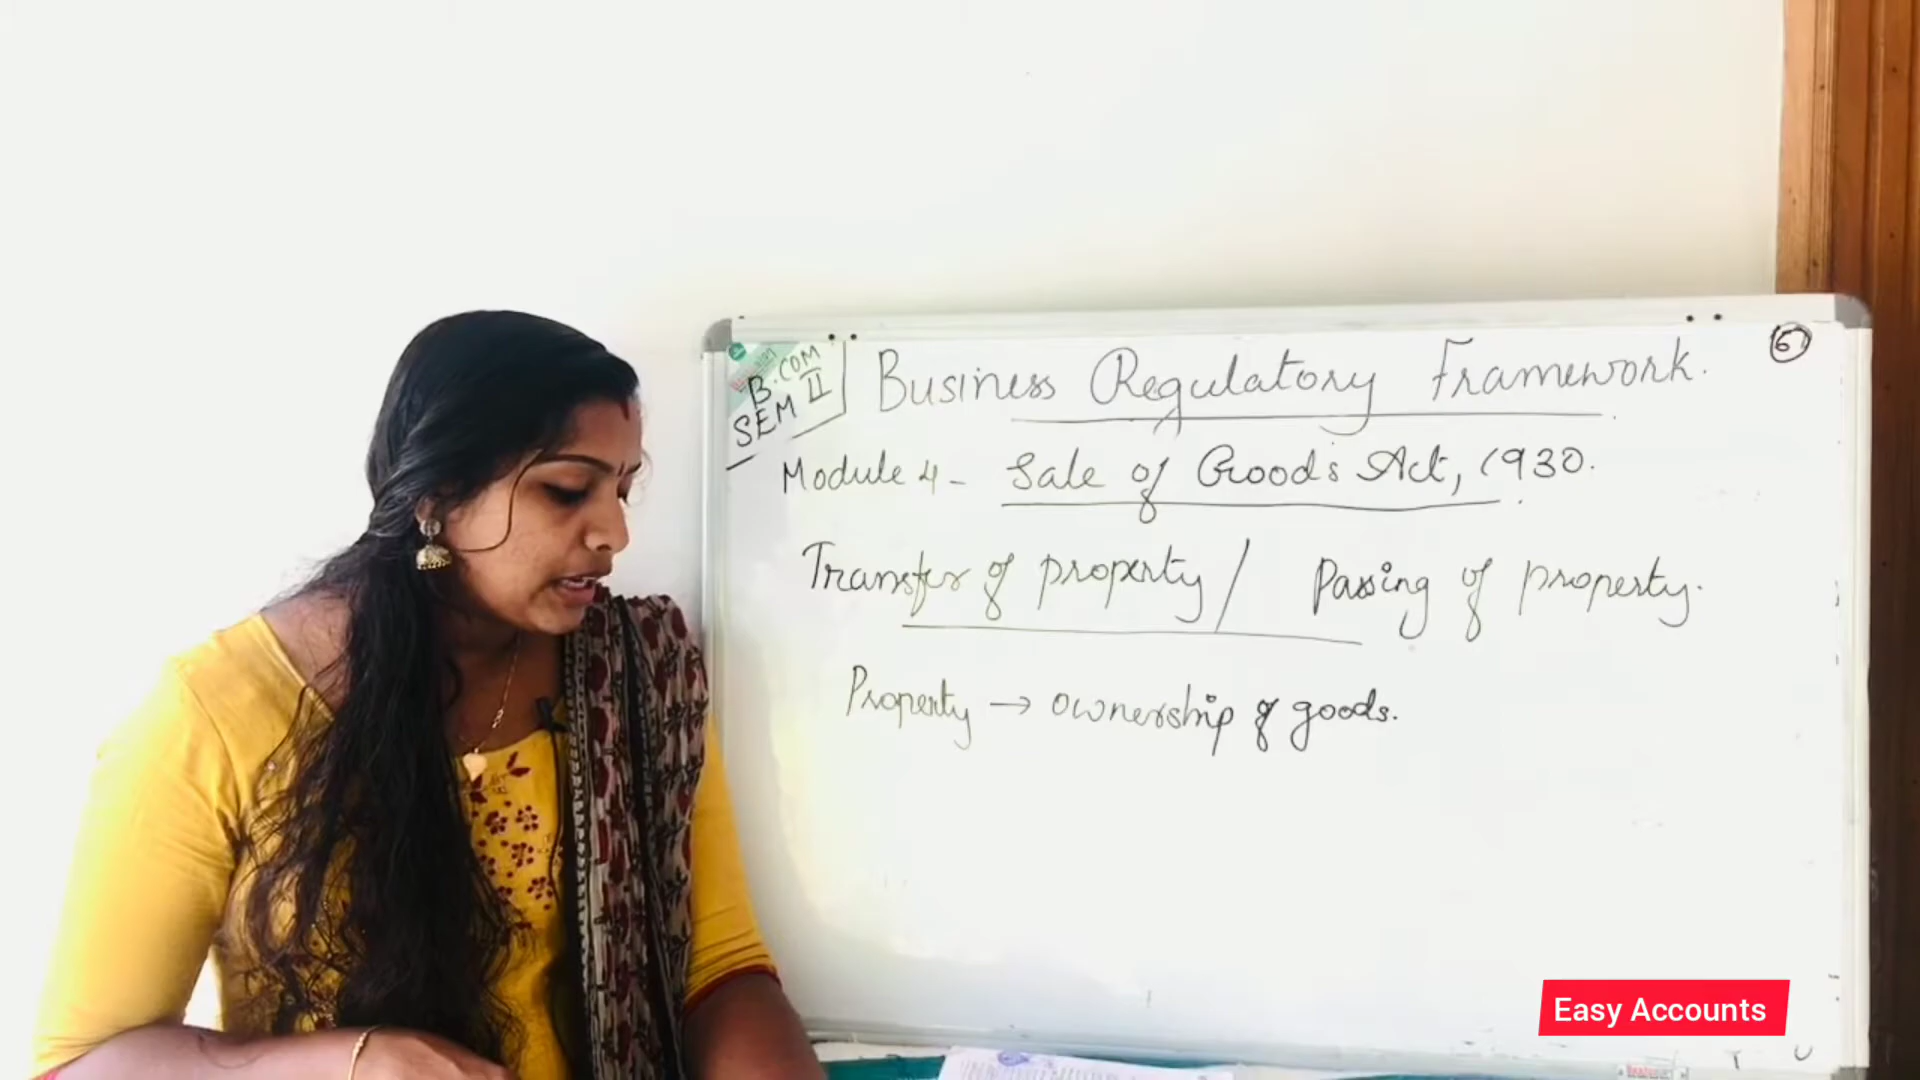 B.COM
SEM II
Business Regulatory Framework.
6
Module 4 - Sale of Goods Act, 1930.
Transfer of property / Passing of property.
Property → ownership of goods.
Easy Accounts